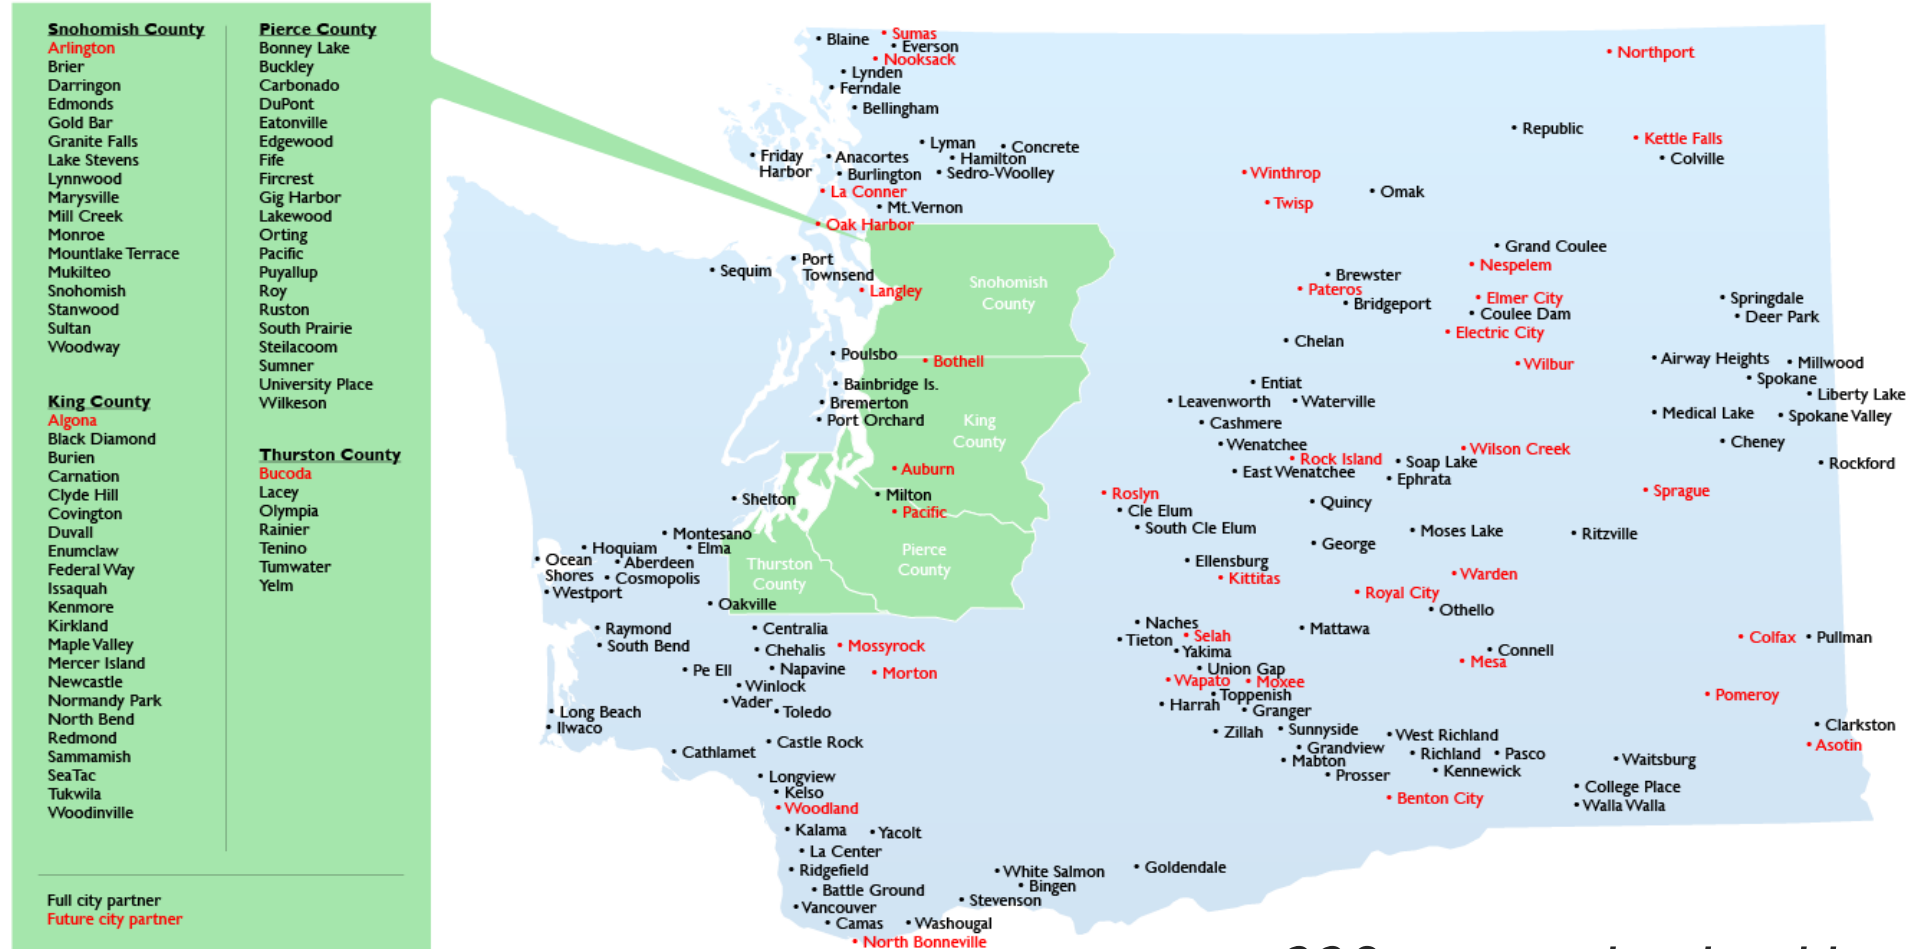 Snohomish County
Arlington
Brier
Darringon
Edmonds
Gold Bar
Granite Falls
Lake Stevens
Lynnwood
Marysville
Mill Creek
Monroe
Mountlake Terrace
Mukilteo
Snohomish
Stanwood
Sultan
Woodway
King County
Algona
Black Diamond
Burien
Carnation
Clyde Hill
Covington
Duvall
Enumclaw
Federal Way
Issaquah
Kenmore
Kirkland
Maple Valley
Mercer Island
Newcastle
Normandy Park
North Bend
Redmond
Sammamish
SeaTac
Tukwila
Woodinville
Pierce County
Bonney Lake
Buckley
Carbonado
DuPont
Eatonville
Edgewood
Fife
Fircrest
Gig Harbor
Lakewood
Orting
Pacific
Puyallup
Roy
Ruston
South Prairie
Steilacoom
Sumner
University Place
Wilkeson
Thurston County
Bucoda
Lacey
Olympia
Rainier
Tenino
Tumwater
Yelm
Full city partner
Future city partner
• Blaine
• Sumas
• Everson
• Nooksack
• Lynden
• Ferndale
• Bellingham
• Lyman
• Concrete
• Friday
Harbor
• Anacortes
• Hamilton
• Burlington
• Sedro-Woolley
• La Conner
• Mt. Vernon
• Oak Harbor
• Sequim
• Port
Townsend
• Langley
Snohomish
County
• Poulsbo
• Bothell
• Bainbridge Is.
• Bremerton
• Port Orchard
King
County
• Auburn
• Milton
• Pacific
• Shelton
Pierce
County
Thurston
County
• Montesano
• Hoquiam
• Elma
• Ocean
Shores
• Aberdeen
• Cosmopolis
• Westport
• Oakville
• Raymond
• South Bend
• Centralia
• Chehalis
• Mossyrock
• Pe Ell
• Napavine
• Morton
• Winlock
• Vader
• Toledo
• Long Beach
• Ilwaco
• Cathlamet
• Castle Rock
• Longview
• Kelso
• Woodland
• Kalama
• Yacolt
• La Center
• Ridgefield
• Battle Ground
• Vancouver
• Camas
• Washougal
• North Bonneville
• White Salmon
• Bingen
• Stevenson
• Goldendale
• Northport
• Republic
• Kettle Falls
• Colville
• Winthrop
• Omak
• Twisp
• Grand Coulee
• Nespelem
• Brewster
• Pateros
• Bridgeport
• Elmer City
• Coulee Dam
• Electric City
• Springdale
• Deer Park
• Chelan
• Wilbur
• Airway Heights
• Millwood
• Spokane
• Liberty Lake
• Medical Lake
• Spokane Valley
• Cheney
• Rockford
• Entiat
• Leavenworth
• Waterville
• Cashmere
• Wenatchee
• Rock Island
• East Wenatchee
• Soap Lake
• Wilson Creek
• Ephrata
• Sprague
• Roslyn
• Cle Elum
• South Cle Elum
• Quincy
• Moses Lake
• Ritzville
• George
• Ellensburg
• Kittitas
• Warden
• Royal City
• Othello
• Naches
• Tieton
• Selah
• Yakima
• Mattawa
• Connell
• Mesa
• Colfax
• Pullman
• Union Gap
• Wapato
• Moxee
• Toppenish
• Harrah
• Granger
• Pomeroy
• Zillah
• Sunnyside
• West Richland
• Clarkston
• Asotin
• Grandview
• Richland
• Pasco
• Mabton
• Waitsburg
• Prosser
• Kennewick
• College Place
• Benton City
• Walla Walla